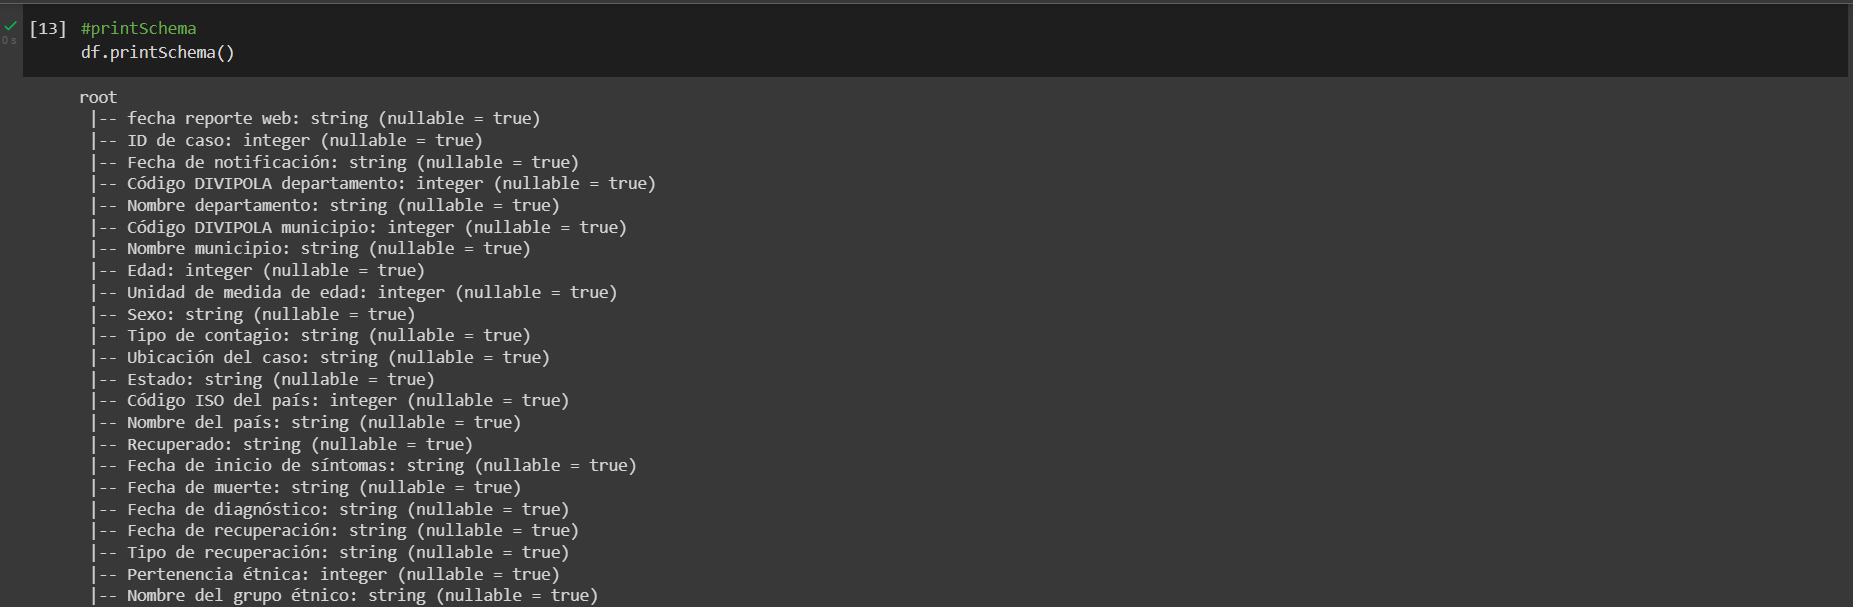 [13] #printSchema
0 s
df.printSchema()
root
 |-- fecha reporte web: string (nullable = true)
 |-- ID de caso: integer (nullable = true)
 |-- Fecha de notificación: string (nullable = true)
 |-- Código DIVIPOLA departamento: integer (nullable = true)
 |-- Nombre departamento: string (nullable = true)
 |-- Código DIVIPOLA municipio: integer (nullable = true)
 |-- Nombre municipio: string (nullable = true)
 |-- Edad: integer (nullable = true)
 |-- Unidad de medida de edad: integer (nullable = true)
 |-- Sexo: string (nullable = true)
 |-- Tipo de contagio: string (nullable = true)
 |-- Ubicación del caso: string (nullable = true)
 |-- Estado: string (nullable = true)
 |-- Código ISO del país: integer (nullable = true)
 |-- Nombre del país: string (nullable = true)
 |-- Recuperado: string (nullable = true)
 |-- Fecha de inicio de síntomas: string (nullable = true)
 |-- Fecha de muerte: string (nullable = true)
 |-- Fecha de diagnóstico: string (nullable = true)
 |-- Fecha de recuperación: string (nullable = true)
 |-- Tipo de recuperación: string (nullable = true)
 |-- Pertenencia étnica: integer (nullable = true)
 |-- Nombre del grupo étnico: string (nullable = true)